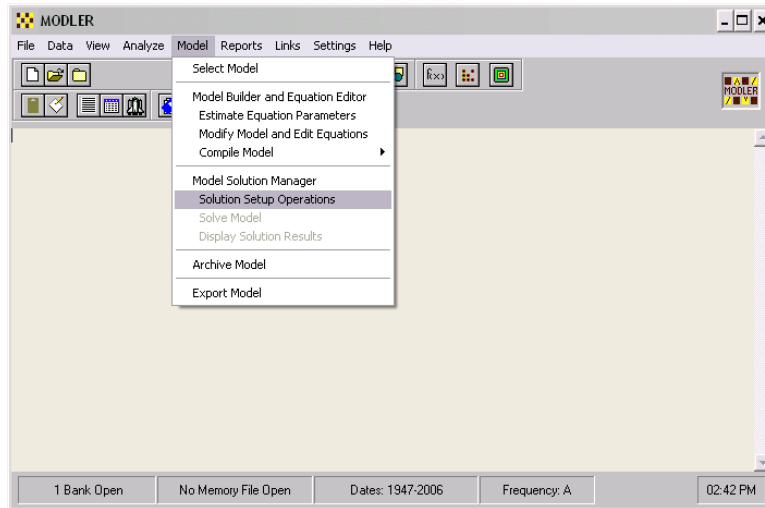 MODLER
File Data View Analyze Model Reports Links Settings Help
Select Model
f(x)
MODLER
Model Builder and Equation Editor
Estimate Equation Parameters
Modify Model and Edit Equations
Compile Model
Model Solution Manager
Solution Setup Operations
Solve Model
Display Solution Results
Archive Model
Export Model
1 Bank Open No Memory File Open Dates: 1947-2006 Frequency: A 02:42 PM